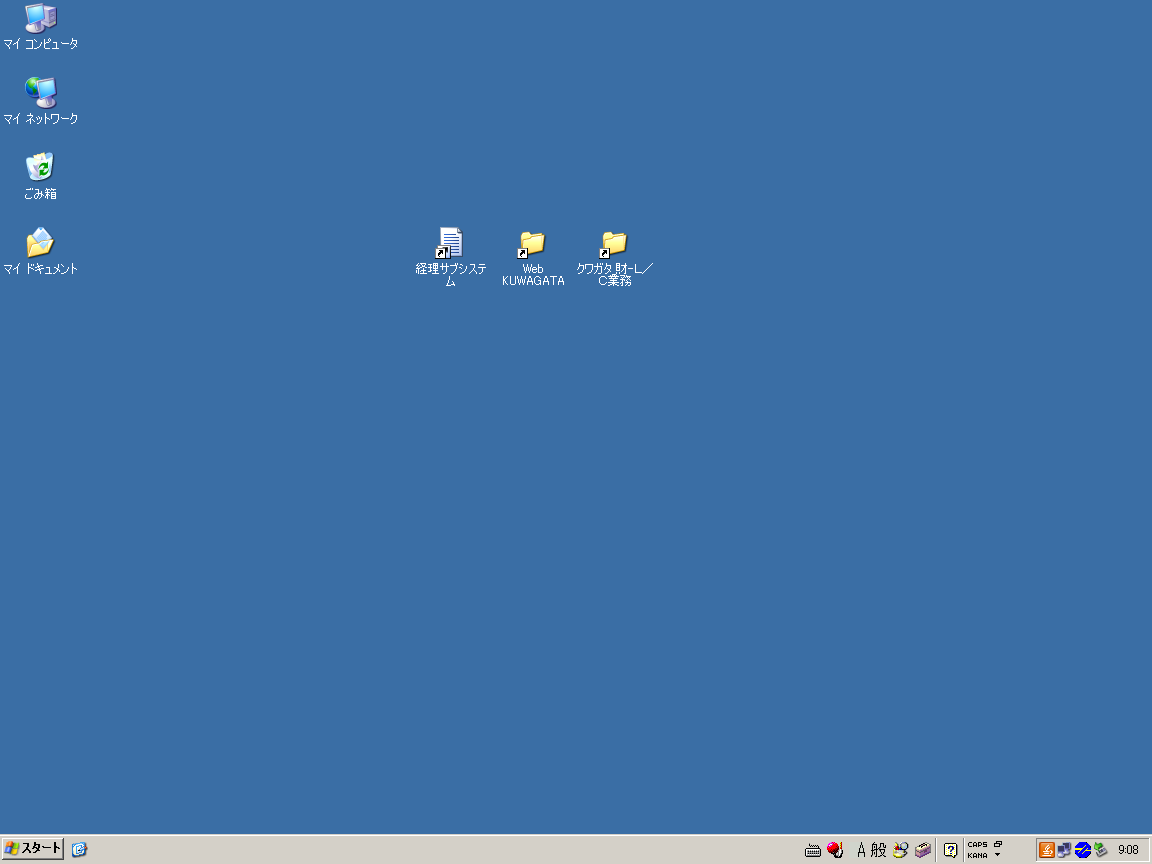 マイ コンピュータ
マイ ネットワーク
ごみ箱
マイ ドキュメント
経理サブシステ
ム
Web
KUWAGATA
クワガタ 財ーL／
C業務
スタート
A 般
CAPS
KANA
9:08